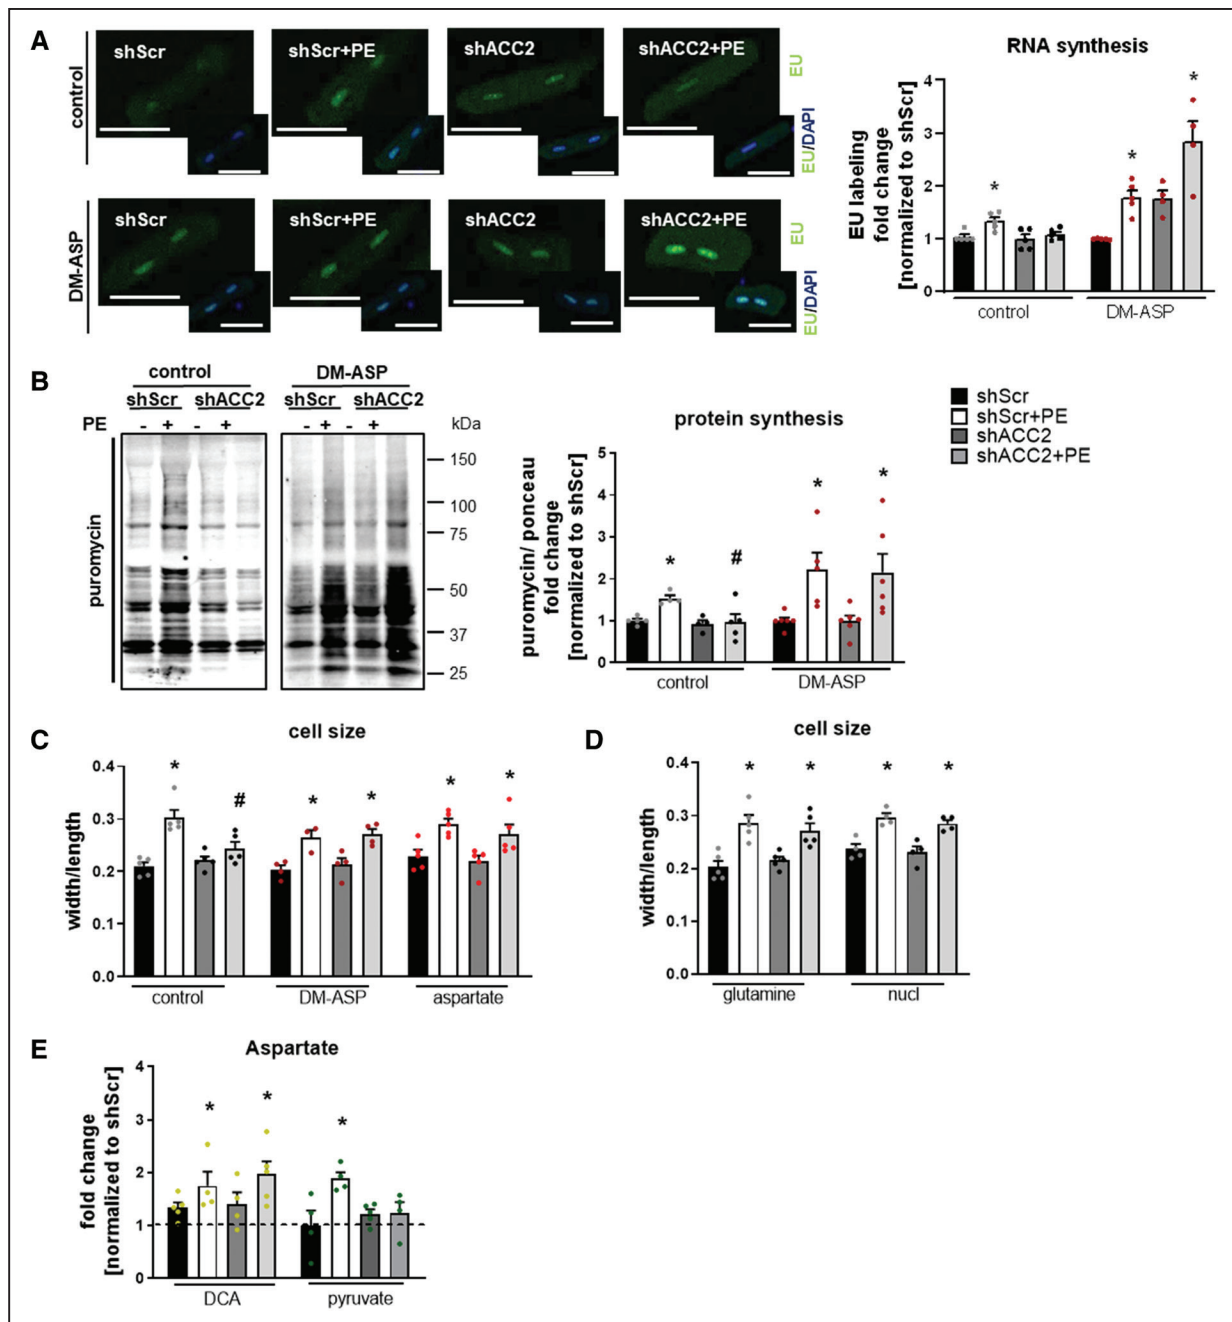 A
control
shScr
shScr+PE
shACC2
shACC2+PE
EU
EU/DAPI
DM-ASP
shScr
shScr+PE
shACC2
shACC2+PE
EU
EU/DAPI
RNA synthesis
EU labeling
fold change
[normalized to shScr]
4
3
2
1
0
*
*
*
control
DM-ASP
B
control
DM-ASP
shScr shACC2
shScr shACC2
PE - + - +
- + - +
kDa
puromycin
150
100
75
50
37
25
protein synthesis
puromycin/ ponceau
fold change
[normalized to shScr]
5
4
3
2
1
0
*
#
*
*
control
DM-ASP
shScr
shScr+PE
shACC2
shACC2+PE
C
cell size
width/length
0.4
0.3
0.2
0.1
0.0
*
#
*
*
*
*
control
DM-ASP
aspartate
D
cell size
width/length
0.4
0.3
0.2
0.1
0.0
*
*
*
*
glutamine
nucl
E
Aspartate
fold change
[normalized to shScr]
4
3
2
1
0
*
*
*
DCA
pyruvate